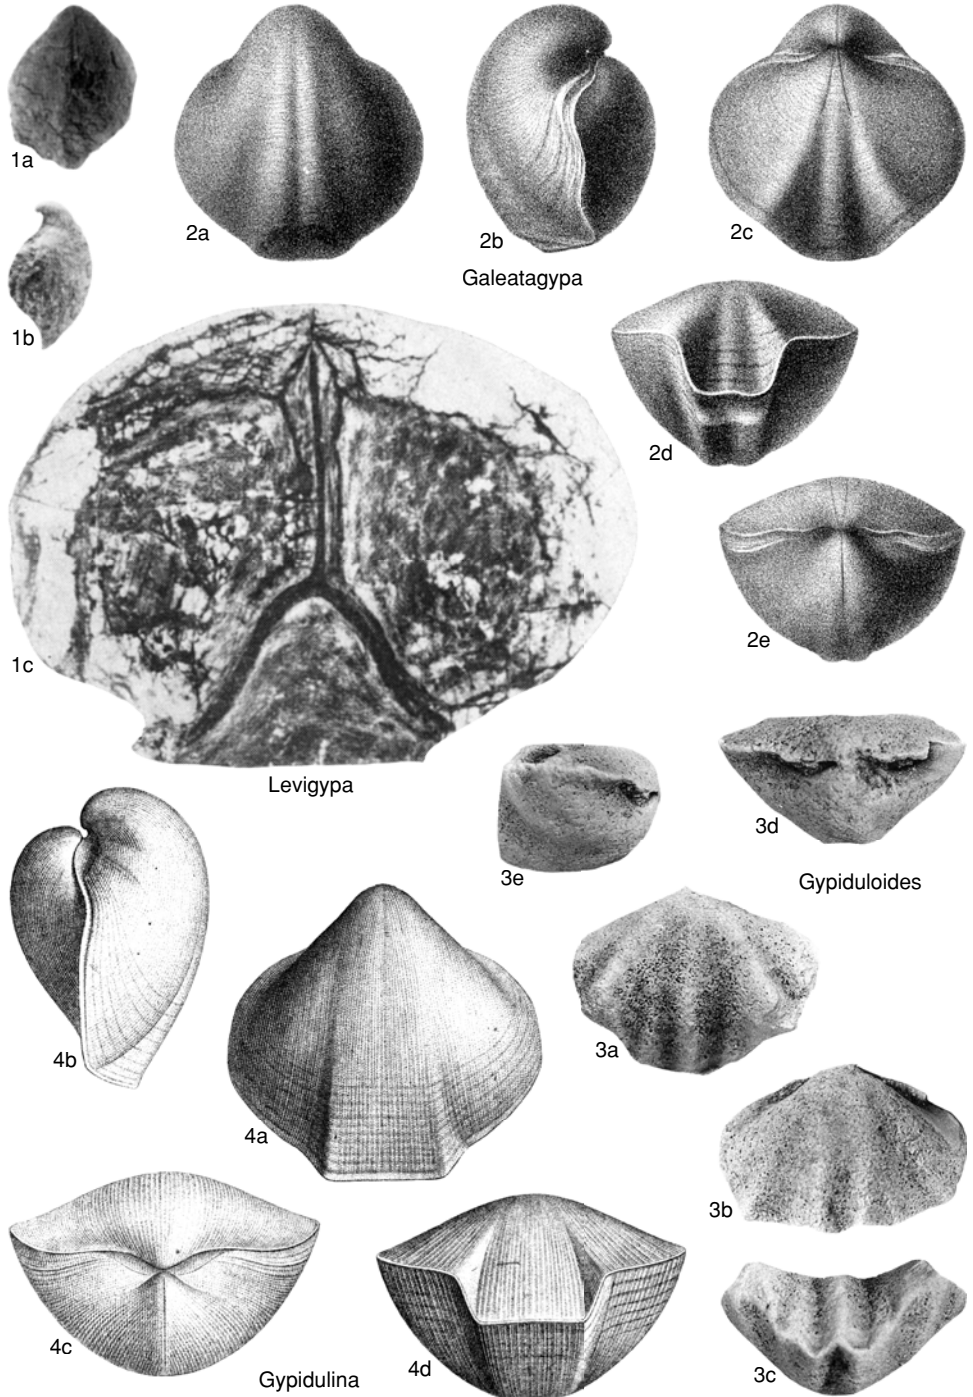 1a
2a
2b
2c
Galeatagypa
1b
2d
1c
2e
Levigypa
3e
3d
Gypiduloides
4b
4a
3a
3b
4c
4d
3c
Gypidulina